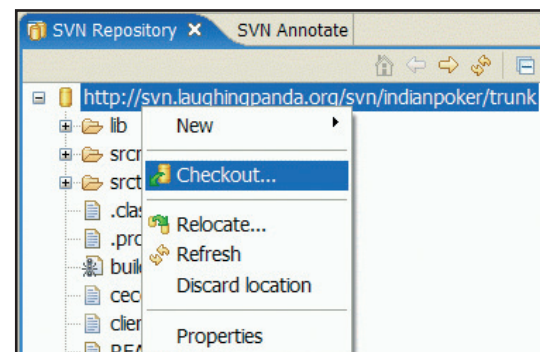 SVN Repository SVN Annotate
http://svn.laughingpanda.org/svn/indianpoker/trunk
lib
New
Checkout...
Relocate...
Refresh
Discard location
Properties